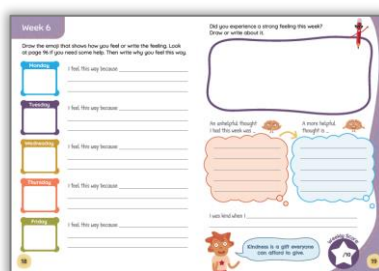 Week 6
Draw the emoji that shows how you feel or write the feeling. Look
at page 96 if you need some help. Then write why you feel this way.
Monday
I feel this way because
Tuesday
I feel this way because
Wednesday
I feel this way because
Thursday
I feel this way because
Friday
I feel this way because
18
Did you experience a strong feeling this week?
Draw or write about it.
An unhelpful thought
I had this week was ...
A more helpful
thought is ...
I was kind when I
Kindness is a gift everyone
can afford to give.
Weekly Score
/10
19